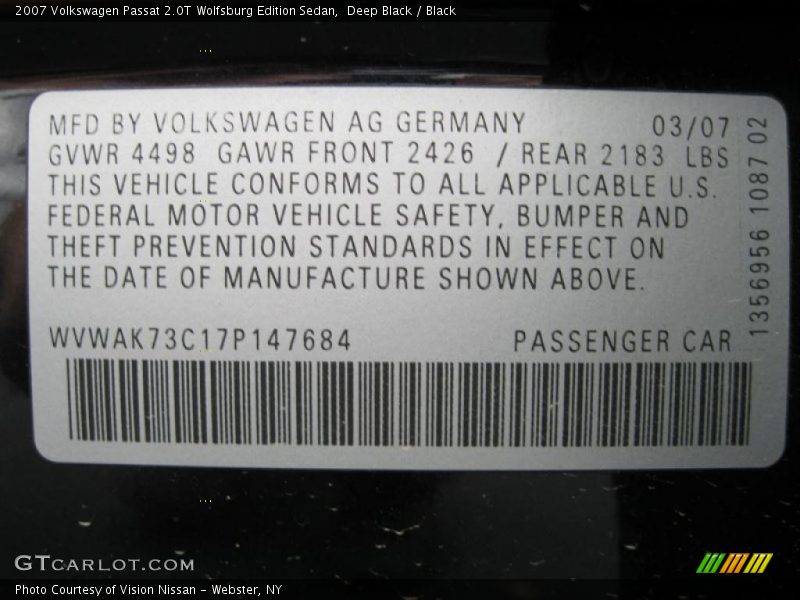 2007 Volkswagen Passat 2.0T Wolfsburg Edition Sedan,  Deep Black / Black
MFD BY VOLKSWAGEN AG GERMANY 03/07
GVWR 4498 GAWR FRONT 2426 / REAR 2183 LBS
THIS VEHICLE CONFORMS TO ALL APPLICABLE U.S.
FEDERAL MOTOR VEHICLE SAFETY, BUMPER AND
THEFT PREVENTION STANDARDS IN EFFECT ON
THE DATE OF MANUFACTURE SHOWN ABOVE.
WVWAK73C17P147684 PASSENGER CAR
1356956 1087 02
GTCARLOT.COM
Photo Courtesy of Vision Nissan - Webster, NY